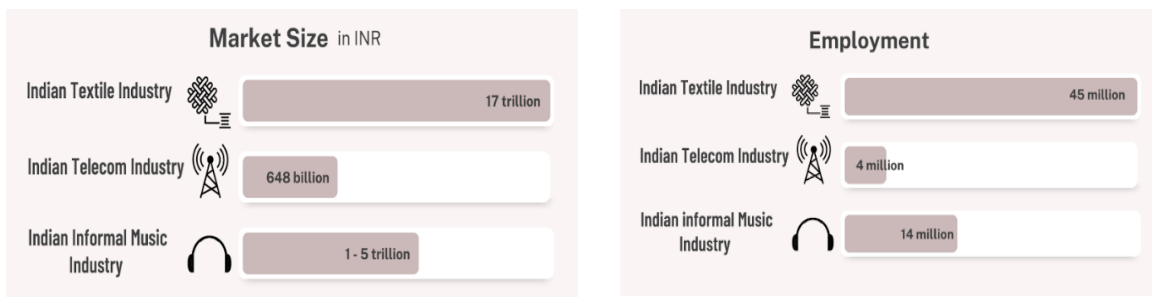 Market Size in INR
Indian Textile Industry
17 trillion
Indian Telecom Industry
648 billion
Indian Informal Music
Industry
1 - 5 trillion
Employment
Indian Textile Industry
45 million
Indian Telecom Industry
4 million
Indian informal Music
Industry
14 million